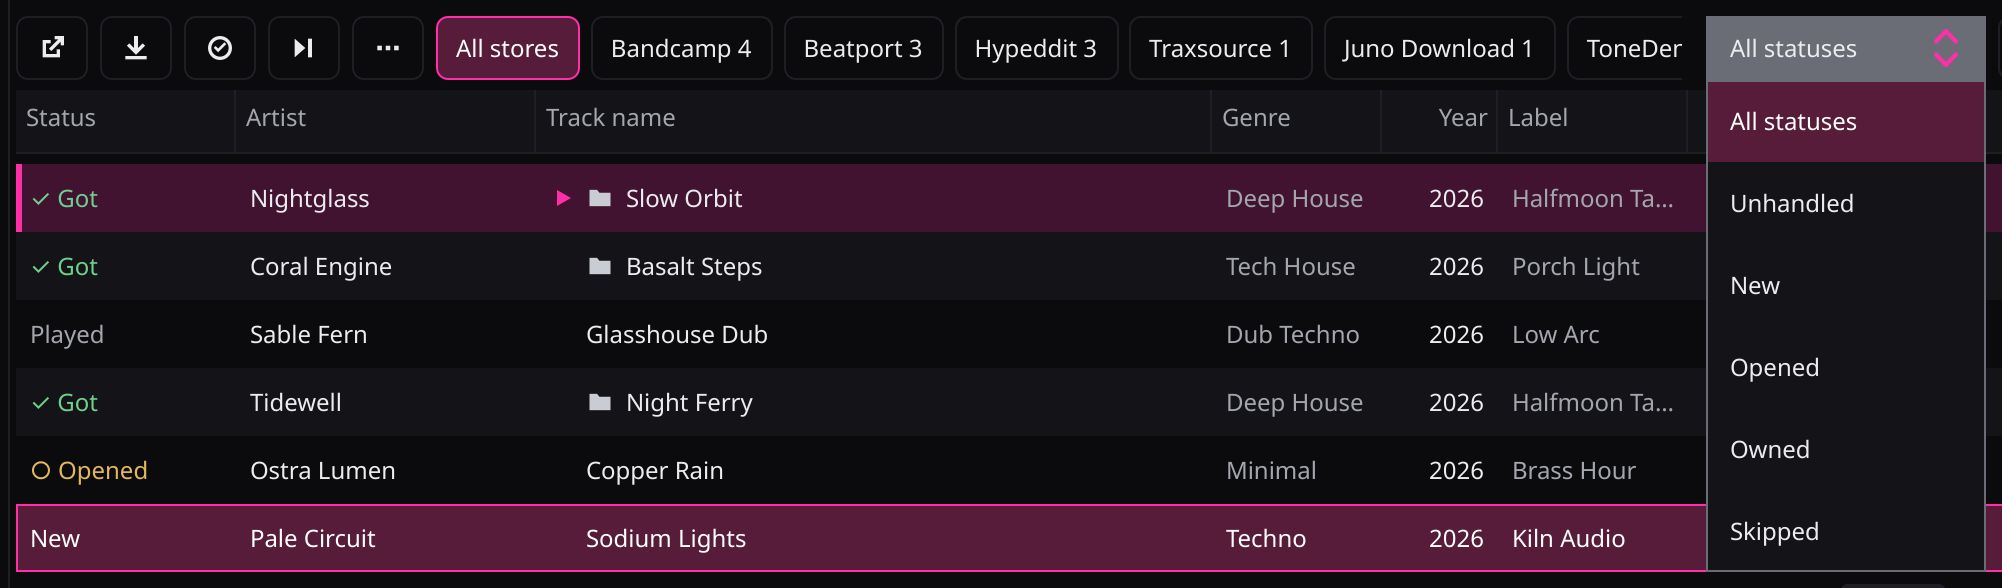 All stores Bandcamp 4 Beatport 3 Hypeddit 3 Traxsource 1 Juno Download 1 ToneDer All statuses
Status Artist Track name Genre Year Label
All statuses
✓ Got Nightglass Slow Orbit Deep House 2026 Halfmoon Ta...
Unhandled
✓ Got Coral Engine Basalt Steps Tech House 2026 Porch Light
New
Played Sable Fern Glasshouse Dub Dub Techno 2026 Low Arc
Opened
✓ Got Tidewell Night Ferry Deep House 2026 Halfmoon Ta...
Owned
Opened Ostra Lumen Copper Rain Minimal 2026 Brass Hour
Skipped
New Pale Circuit Sodium Lights Techno 2026 Kiln Audio